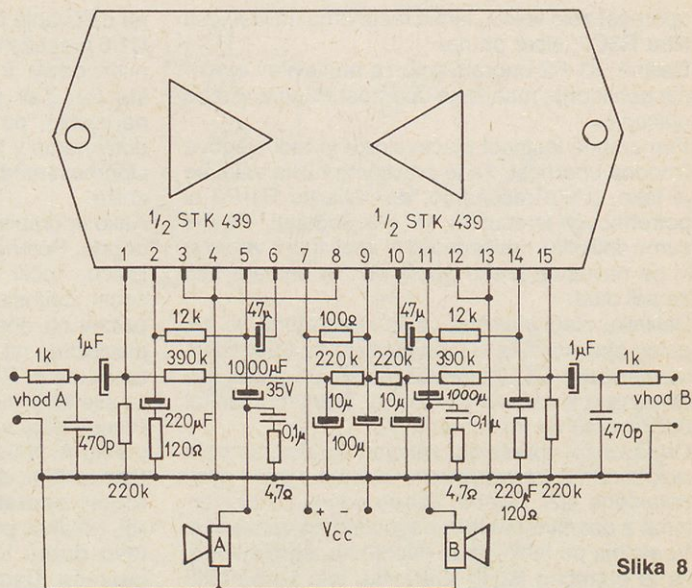 1/2 STK 439 1/2 STK 439
1 2 3 4 5 6 7 8 9 10 11 12 13 14 15
12k 47μ 100Ω 47μ 12k
1k 1μF 390k 1000μF 35V 220k 220k 390k 1μF 1k
vhod A 470p 220μF 120Ω 0,1μ 10μ 100μ 10μ 1000μ 0,1μ 470p vhod B
220k 4,7Ω 4,7Ω 220μF 120Ω 220k
+ -
VCC
A B
Slika 8